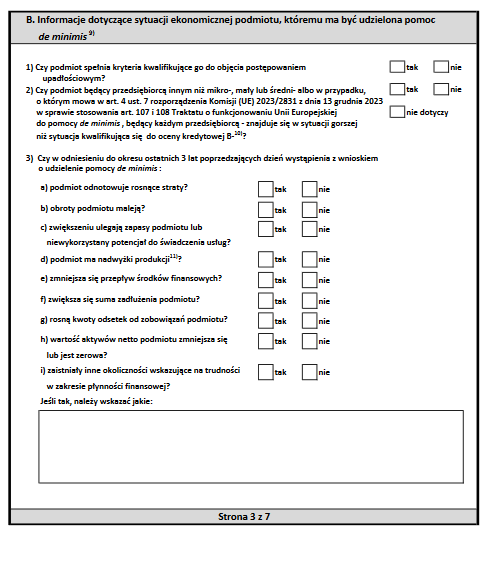 B. Informacje dotyczące sytuacji ekonomicznej podmiotu, któremu ma być udzielona pomoc
de minimis 9)
1) Czy podmiot spełnia kryteria kwalifikujące go do objęcia postępowaniem
upadłościowym?
tak nie
2) Czy podmiot będący przedsiębiorcą innym niż mikro-, mały lub średni- albo w przypadku,
o którym mowa w art. 4 ust. 7 rozporządzenia Komisji (UE) 2023/2831 z dnia 13 grudnia 2023
w sprawie stosowania art. 107 i 108 Traktatu o funkcjonowaniu Unii Europejskiej
do pomocy de minimis , będący każdym przedsiębiorcą - znajduje się w sytuacji gorszej
niż sytuacja kwalifikująca się do oceny kredytowej B-10)?
tak nie
nie dotyczy
3) Czy w odniesieniu do okresu ostatnich 3 lat poprzedzających dzień wystąpienia z wnioskiem
o udzielenie pomocy de minimis :
a) podmiot odnotowuje rosnące straty? tak nie
b) obroty podmiotu maleją? tak nie
c) zwiększeniu ulegają zapasy podmiotu lub tak nie
niewykorzystany potencjał do świadczenia usług?
d) podmiot ma nadwyżki produkcji11)? tak nie
e) zmniejsza się przepływ środków finansowych? tak nie
f) zwiększa się suma zadłużenia podmiotu? tak nie
g) rosną kwoty odsetek od zobowiązań podmiotu? tak nie
h) wartość aktywów netto podmiotu zmniejsza się tak nie
lub jest zerowa?
i) zaistniały inne okoliczności wskazujące na trudności tak nie
w zakresie płynności finansowej?
Jeśli tak, należy wskazać jakie:
Strona 3 z 7